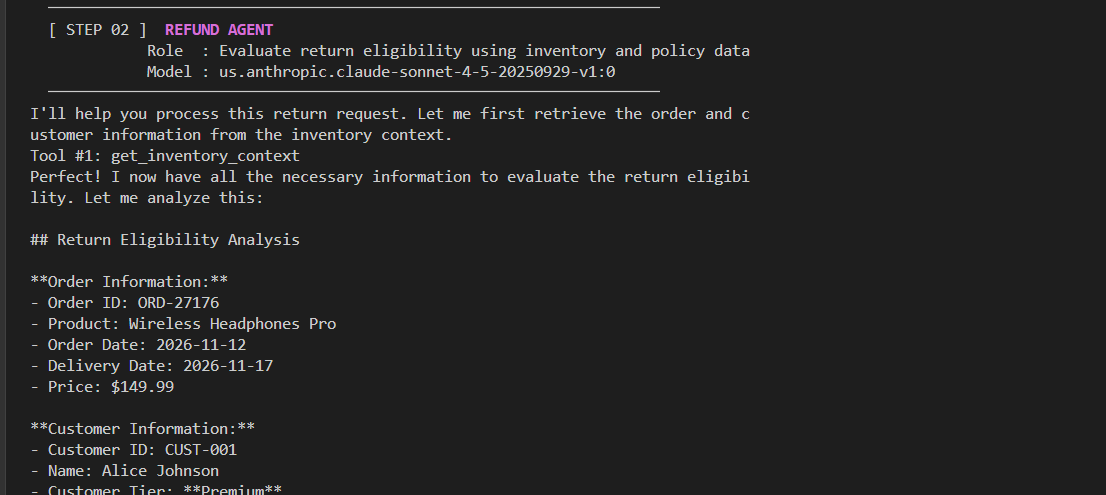 [ STEP 02 ]  REFUND AGENT
Role  : Evaluate return eligibility using inventory and policy data
Model : us.anthropic.claude-sonnet-4-5-20250929-v1:0
I'll help you process this return request. Let me first retrieve the order and c
ustomer information from the inventory context.
Tool #1: get_inventory_context
Perfect! I now have all the necessary information to evaluate the return eligibi
lity. Let me analyze this:
## Return Eligibility Analysis
**Order Information:**
- Order ID: ORD-27176
- Product: Wireless Headphones Pro
- Order Date: 2026-11-12
- Delivery Date: 2026-11-17
- Price: $149.99
**Customer Information:**
- Customer ID: CUST-001
- Name: Alice Johnson
- Customer Tier: **Premium**